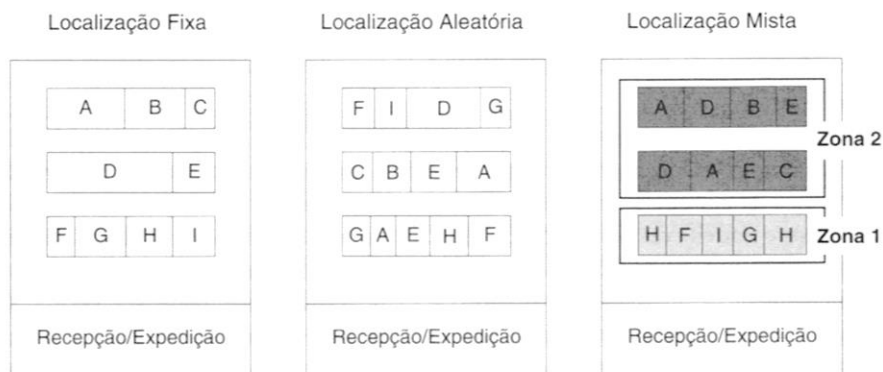 Localização Fixa
A B C
D E
F G H I
Recepção/Expedição
Localização Aleatória
F I D G
C B E A
G A E H F
Recepção/Expedição
Localização Mista
A D B E
Zona 2
D A E C
H F I G H Zona 1
Recepção/Expedição